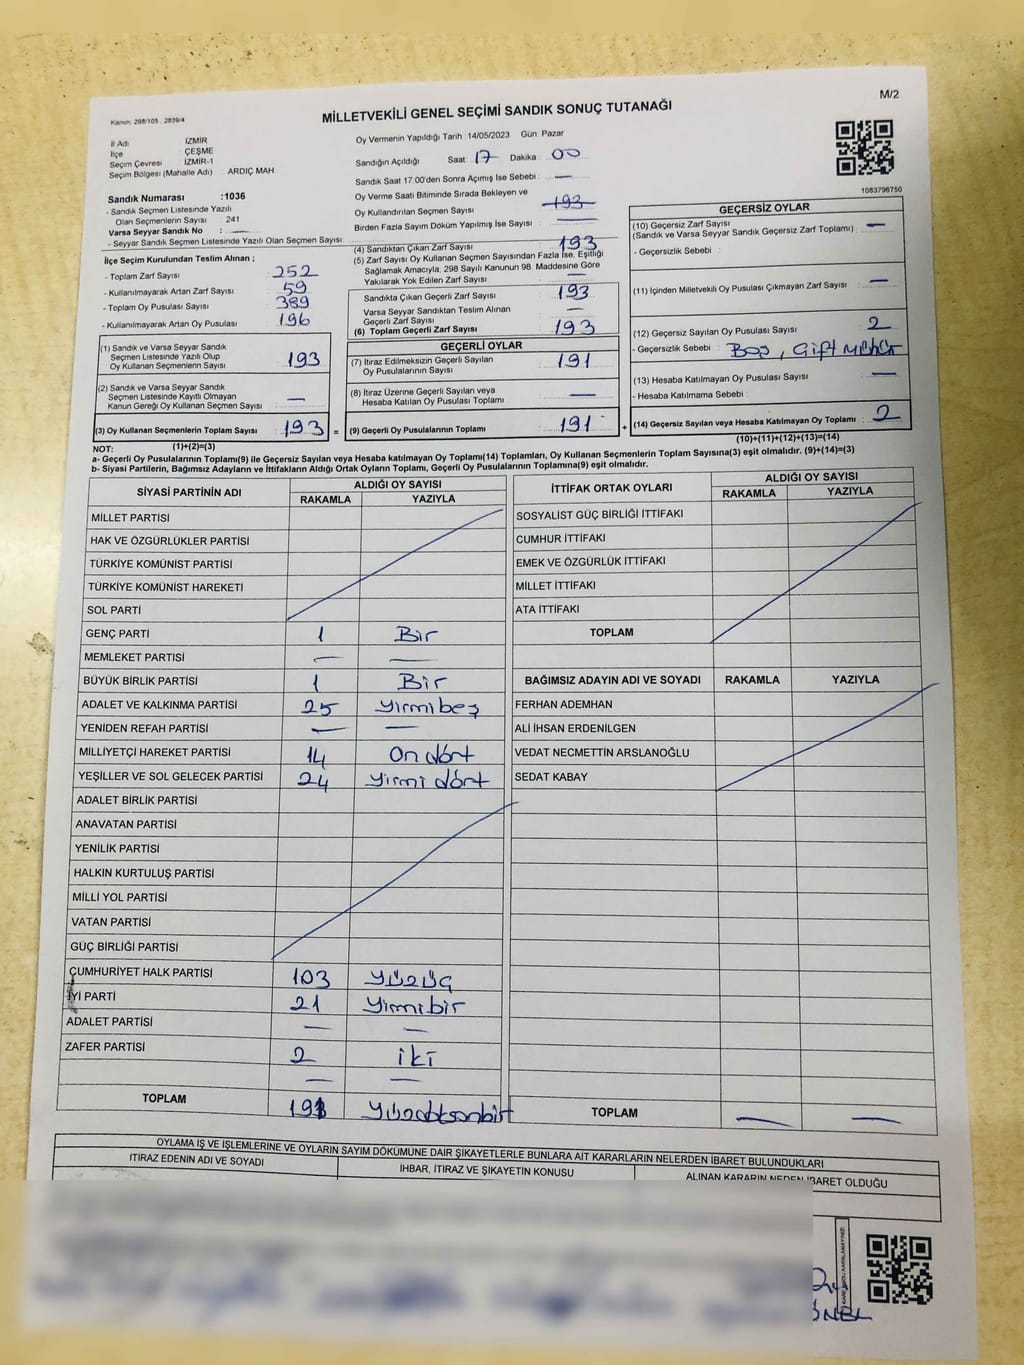 M/2
Kanun: 298/105 , 2839/4
MİLLETVEKİLİ GENEL SEÇİMİ SANDIK SONUÇ TUTANAĞI
İl Adı İZMİR
İlçe ÇEŞME
Seçim Çevresi İZMİR-1
Seçim Bölgesi (Mahalle Adı) ARDIÇ MAH
Sandık Numarası :1036
- Sandık Seçmen Listesinde Yazılı
Olan Seçmenlerin Sayısı 241
Varsa Seyyar Sandık No : —
- Seyyar Sandık Seçmen Listesinde Yazılı Olan Seçmen Sayısı:
İlçe Seçim Kurulundan Teslim Alınan ;
- Toplam Zarf Sayısı : 252
- Kullanılmayarak Artan Zarf Sayısı : 59
- Toplam Oy Pusulası Sayısı : 389
- Kullanılmayarak Artan Oy Pusulası : 196
(1) Sandık ve Varsa Seyyar Sandık
Seçmen Listesinde Yazılı Olup
Oy Kullanan Seçmenlerin Sayısı : 193
(2) Sandık ve Varsa Seyyar Sandık
Seçmen Listesinde Kayıtlı Olmayan
Kanun Gereği Oy Kullanan Seçmen Sayısı : —
(3) Oy Kullanan Seçmenlerin Toplam Sayısı : 193 =
Oy Vermenin Yapıldığı Tarih :14/05/2023 Gün: Pazar
Sandığın Açıldığı Saat : 17 Dakika : 00
Sandık Saat 17.00'den Sonra Açımış İse Sebebi : —
Oy Verme Saati Bitiminde Sırada Bekleyen ve
Oy Kullandırılan Seçmen Sayısı : 193
Birden Fazla Sayım Döküm Yapılmış İse Sayısı : —
(4) Sandıktan Çıkan Zarf Sayısı : 193
(5) Zarf Sayısı Oy Kullanan Seçmen Sayısından Fazla İse, Eşitliği
Sağlamak Amacıyla, 298 Sayılı Kanunun 98. Maddesine Göre
Yakılarak Yok Edilen Zarf Sayısı : —
Sandıkta Çıkan Geçerli Zarf Sayısı : 193
Varsa Seyyar Sandıktan Teslim Alınan
Geçerli Zarf Sayısı : —
(6) Toplam Geçerli Zarf Sayısı : 193
GEÇERLİ OYLAR
(7) İtiraz Edilmeksizin Geçerli Sayılan
Oy Pusulalarının Sayısı : 191
(8) İtiraz Üzerine Geçerli Sayılan veya
Hesaba Katılan Oy Pusulası Toplamı : —
(9) Geçerli Oy Pusulalarının Toplamı : 191 +
1083796750
GEÇERSİZ OYLAR
(10) Geçersiz Zarf Sayısı : —
(Sandık ve Varsa Seyyar Sandık Geçersiz Zarf Toplamı)
- Geçersizlik Sebebi :
(11) İçinden Milletvekili Oy Pusulası Çıkmayan Zarf Sayısı : —
(12) Geçersiz Sayılan Oy Pusulası Sayısı : 2
- Geçersizlik Sebebi : Boş, Çift Mühür
(13) Hesaba Katılmayan Oy Pusulası Sayısı : —
- Hesaba Katılmama Sebebi :
(14) Geçersiz Sayılan veya Hesaba Katılmayan Oy Toplamı : 2
NOT: (1)+(2)=(3) (10)+(11)+(12)+(13)=(14)
a- Geçerli Oy Pusulalarının Toplamı(9) ile Geçersiz Sayılan veya Hesaba katılmayan Oy Toplamı(14) Toplamları, Oy Kullanan Seçmenlerin Toplam Sayısına(3) eşit olmalıdır. (9)+(14)=(3)
b- Siyasi Partilerin, Bağımsız Adayların ve İttifakların Aldığı Ortak Oyların Toplamı, Geçerli Oy Pusulalarının Toplamına(9) eşit olmalıdır.
SİYASİ PARTİNİN ADI ALDIĞI OY SAYISI
RAKAMLA YAZIYLA
MİLLET PARTİSİ
HAK VE ÖZGÜRLÜKLER PARTİSİ
TÜRKİYE KOMÜNİST PARTİSİ
TÜRKİYE KOMÜNİST HAREKETİ
SOL PARTİ
GENÇ PARTİ 1 Bir
MEMLEKET PARTİSİ — —
BÜYÜK BİRLİK PARTİSİ 1 Bir
ADALET VE KALKINMA PARTİSİ 25 yirmibeş
YENİDEN REFAH PARTİSİ — —
MİLLİYETÇİ HAREKET PARTİSİ 14 On dört
YEŞİLLER VE SOL GELECEK PARTİSİ 24 Yirmi dört
ADALET BİRLİK PARTİSİ
ANAVATAN PARTİSİ
YENİLİK PARTİSİ
HALKIN KURTULUŞ PARTİSİ
MİLLİ YOL PARTİSİ
VATAN PARTİSİ
GÜÇ BİRLİĞİ PARTİSİ
CUMHURİYET HALK PARTİSİ 103 YÜZÜÇ
İYİ PARTİ 21 Yirmibir
ADALET PARTİSİ — —
ZAFER PARTİSİ 2 iki
— —
TOPLAM 191 Yüzdoksanbir
İTTİFAK ORTAK OYLARI ALDIĞI OY SAYISI
RAKAMLA YAZIYLA
SOSYALİST GÜÇ BİRLİĞİ İTTİFAKI
CUMHUR İTTİFAKI
EMEK VE ÖZGÜRLÜK İTTİFAKI
MİLLET İTTİFAKI
ATA İTTİFAKI
TOPLAM
BAĞIMSIZ ADAYIN ADI VE SOYADI RAKAMLA YAZIYLA
FERHAN ADEMHAN
ALİ İHSAN ERDENİLGEN
VEDAT NECMETTİN ARSLANOĞLU
SEDAT KABAY
TOPLAM — —
OYLAMA İŞ VE İŞLEMLERİNE VE OYLARIN SAYIM DÖKÜMÜNE DAİR ŞİKAYETLERLE BUNLARA AİT KARARLARIN NELERDEN İBARET BULUNDUKLARI
İTİRAZ EDENİN ADI VE SOYADI İHBAR, İTİRAZ VE ŞİKAYETİN KONUSU ALINAN KARARIN NEDEN İBARET OLDUĞU